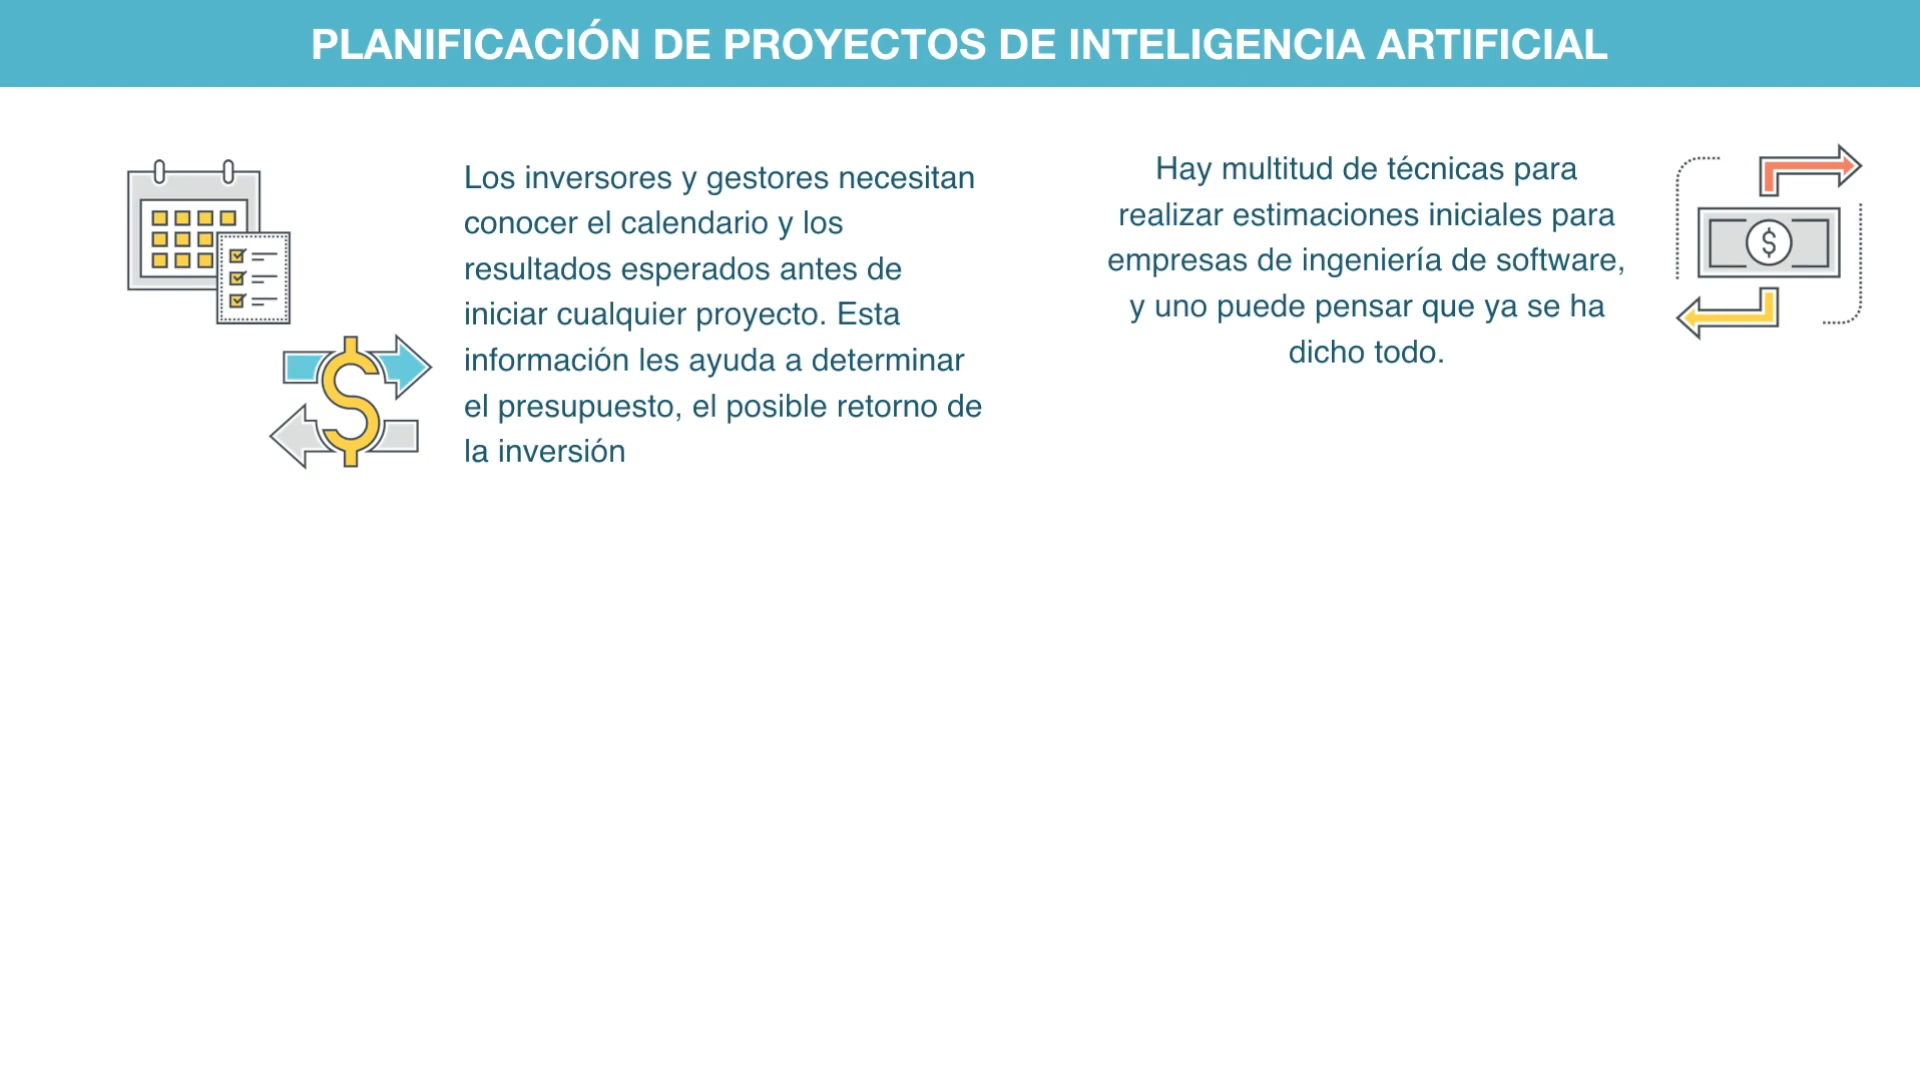 PLANIFICACIÓN DE PROYECTOS DE INTELIGENCIA ARTIFICIAL
Los inversores y gestores necesitan
conocer el calendario y los
resultados esperados antes de
iniciar cualquier proyecto. Esta
información les ayuda a determinar
el presupuesto, el posible retorno de
la inversión
Hay multitud de técnicas para
realizar estimaciones iniciales para
empresas de ingeniería de software,
y uno puede pensar que ya se ha
dicho todo.
$
$